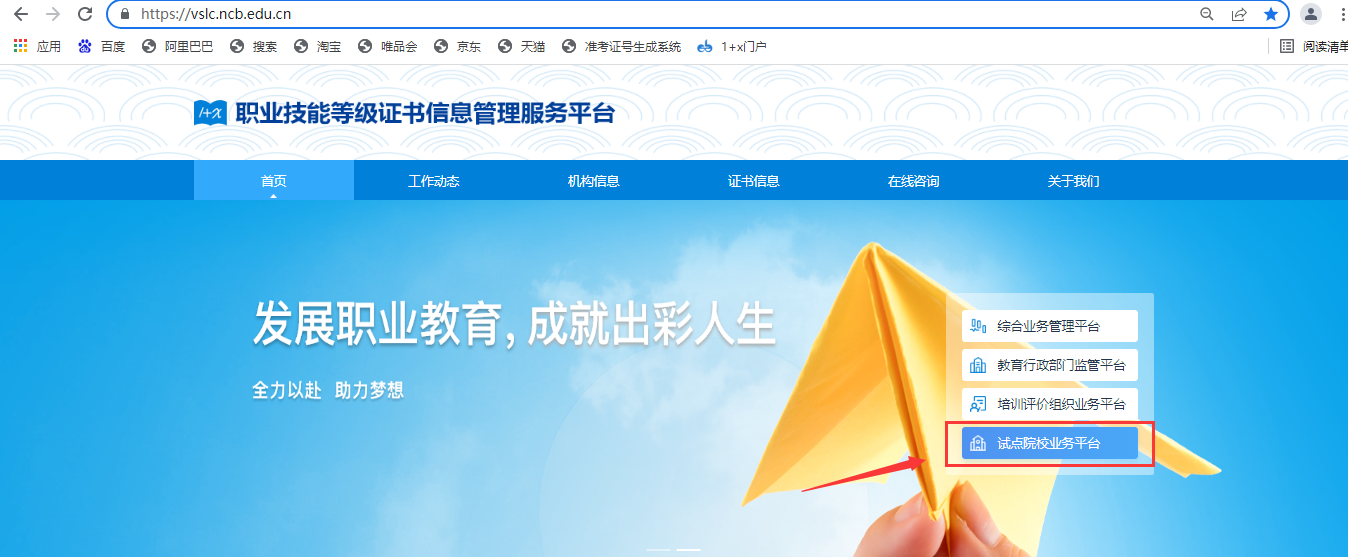 https://vslc.ncb.edu.cn
应用 百度 阿里巴巴 搜索 淘宝 唯品会 京东 天猫 准考证号生成系统 1+x门户 阅读清单
1+x 职业技能等级证书信息管理服务平台
首页 工作动态 机构信息 证书信息 在线咨询 关于我们
发展职业教育,成就出彩人生
全力以赴 助力梦想
综合业务管理平台
教育行政部门监管平台
培训评价组织业务平台
试点院校业务平台